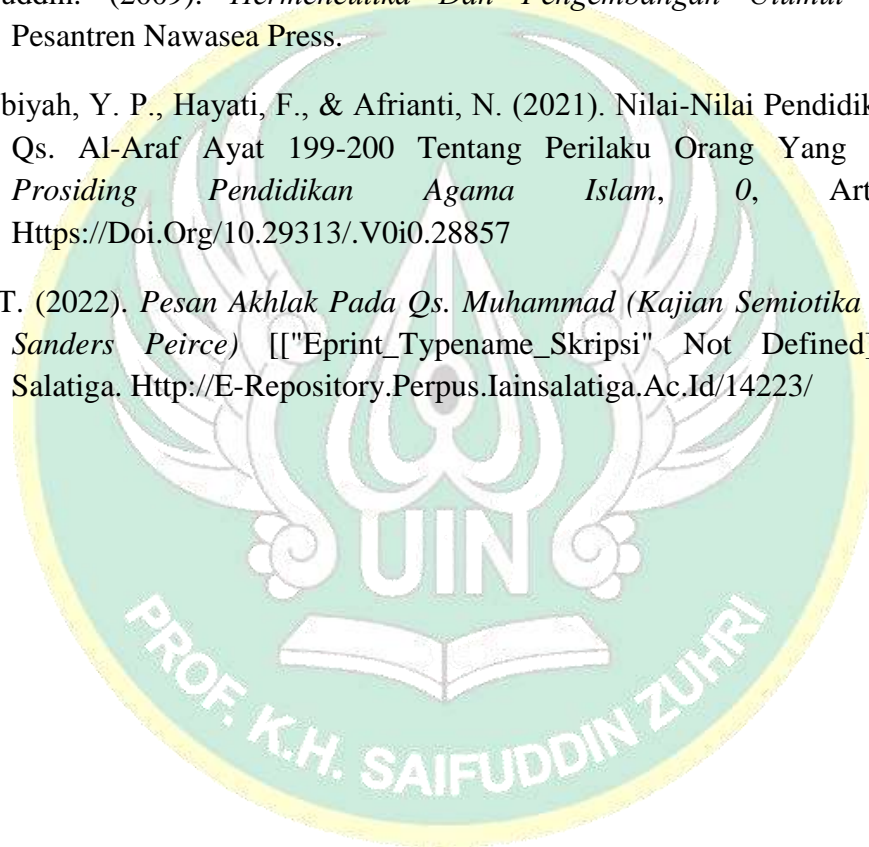 uddin. (2009). Hermeneutika Dan Pengembangan Ulumul
Pesantren Nawasea Press.
biyah, Y. P., Hayati, F., & Afrianti, N. (2021). Nilai-Nilai Pendidik
Qs. Al-Araf Ayat 199-200 Tentang Perilaku Orang Yang
Prosiding Pendidikan Agama Islam, 0, Art
Https://Doi.Org/10.29313/.V0i0.28857
T. (2022). Pesan Akhlak Pada Qs. Muhammad (Kajian Semiotika
Sanders Peirce) [["Eprint_Typename_Skripsi" Not Defined]
Salatiga. Http://E-Repository.Perpus.Iainsalatiga.Ac.Id/14223/
UIN
PROF. K.H. SAIFUDDIN ZUHRI